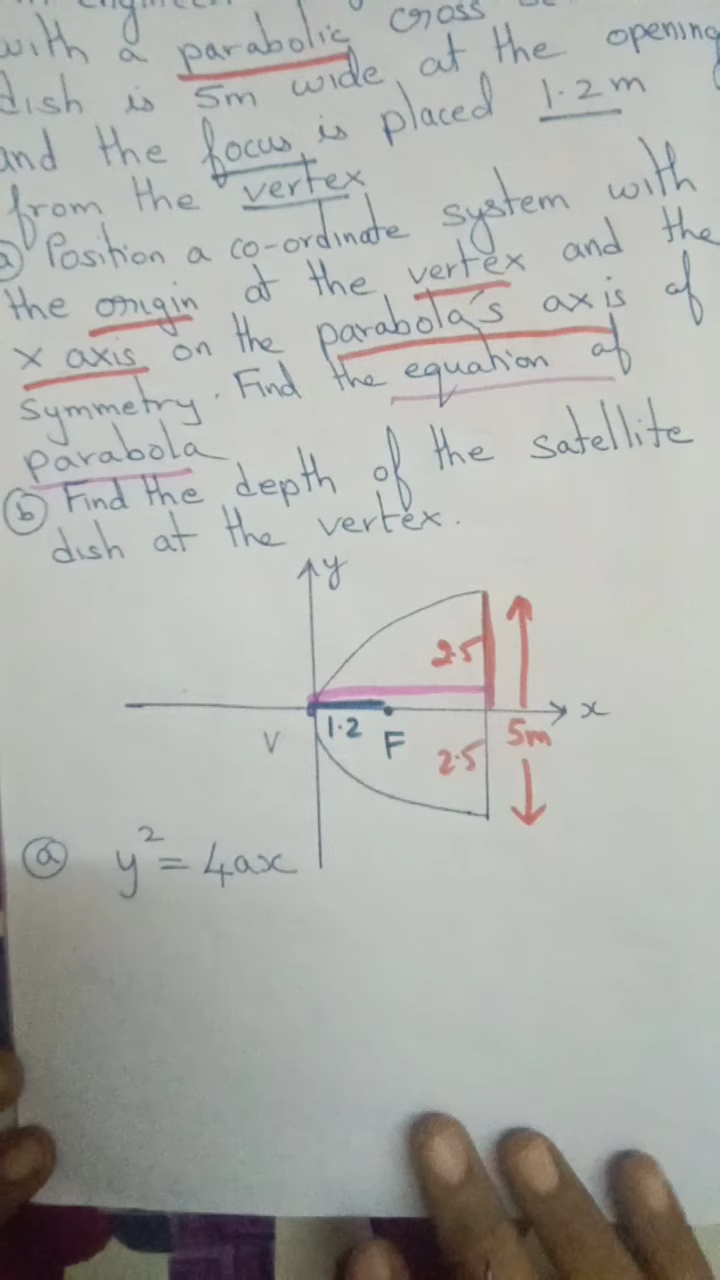 with a parabolic cross
dish is 5m wide at the opening
and the focus is placed 1.2m
from the vertex
a Position a co-ordinate system with
the origin at the vertex and the
x axis on the parabola's axis of
symmetry. Find the equation of
parabola
b Find the depth of the satellite
dish at the vertex.
y
2.5
x
V 1.2 F 2.5 5m
a y² = 4ax